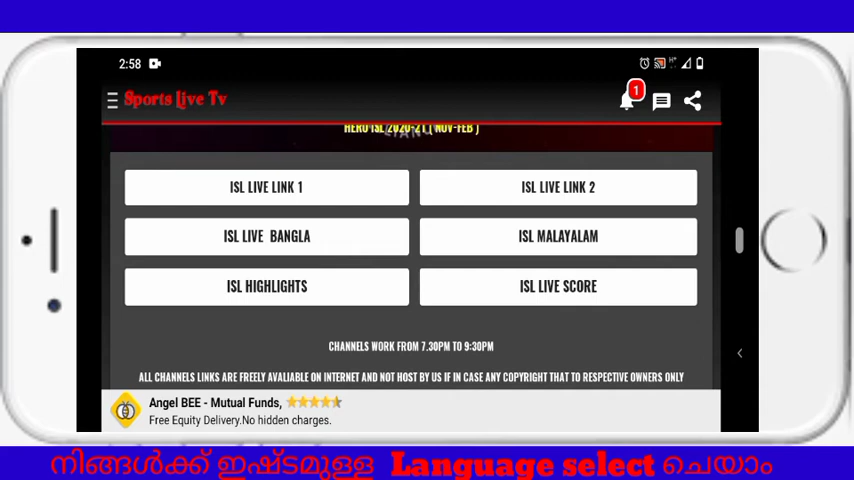 2:58
Sports Live Tv
1
HERO ISL 2020-21 ( NOV-FEB )
ISL LIVE LINK 1
ISL LIVE LINK 2
ISL LIVE BANGLA
ISL MALAYALAM
ISL HIGHLIGHTS
ISL LIVE SCORE
CHANNELS WORK FROM 7.30PM TO 9:30PM
ALL CHANNELS LINKS ARE FREELY AVALIABLE ON INTERNET AND NOT HOST BY US IF IN CASE ANY COPYRIGHT THAT TO RESPECTIVE OWNERS ONLY
Angel BEE - Mutual Funds,
Free Equity Delivery.No hidden charges.
നിങ്ങൾക്ക് ഇഷ്ടമുള്ള Language select ചെയാം